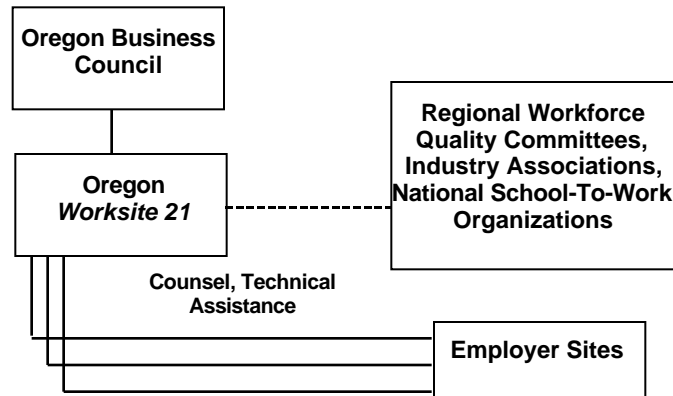 Oregon Business
Council
Regional Workforce
Quality Committees,
Industry Associations,
National School-To-Work
Organizations
Oregon
Worksite 21
Counsel, Technical
Assistance
Employer Sites